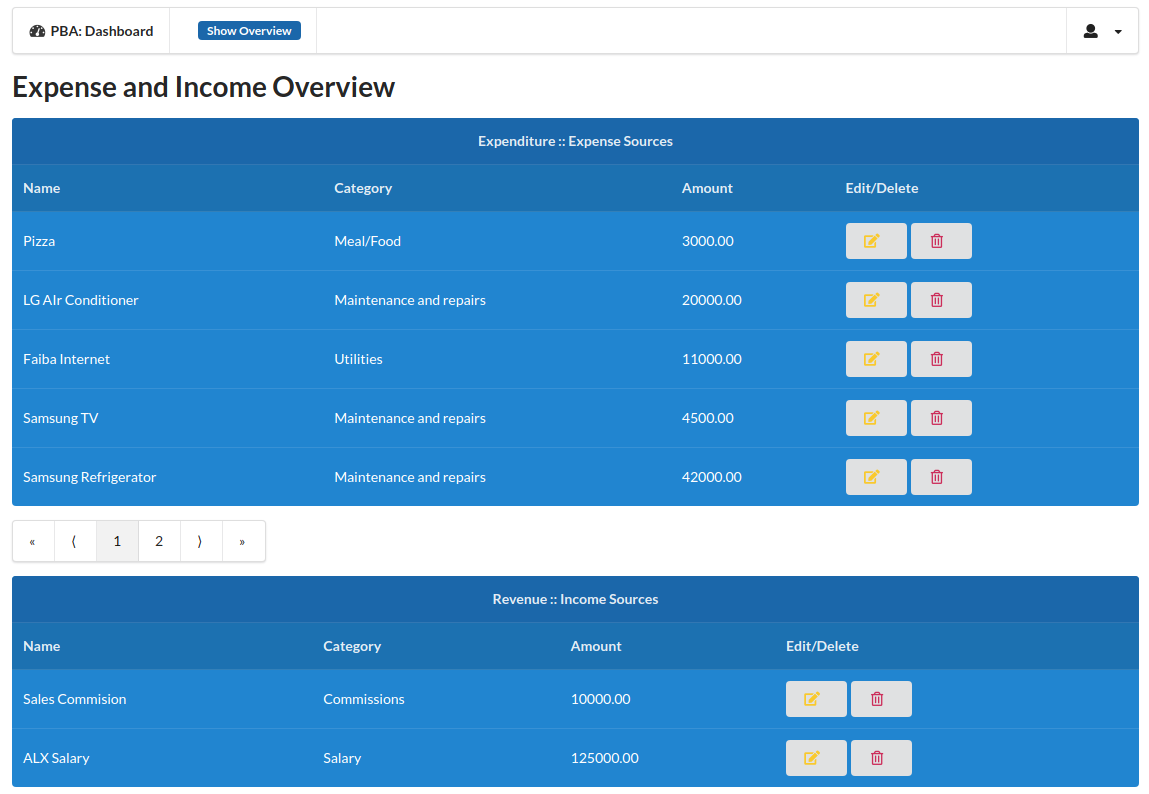 PBA: Dashboard Show Overview
Expense and Income Overview
Expenditure :: Expense Sources
Name Category Amount Edit/Delete
Pizza Meal/Food 3000.00
LG AIr Conditioner Maintenance and repairs 20000.00
Faiba Internet Utilities 11000.00
Samsung TV Maintenance and repairs 4500.00
Samsung Refrigerator Maintenance and repairs 42000.00
« ⟨ 1 2 ⟩ »
Revenue :: Income Sources
Name Category Amount Edit/Delete
Sales Commision Commissions 10000.00
ALX Salary Salary 125000.00